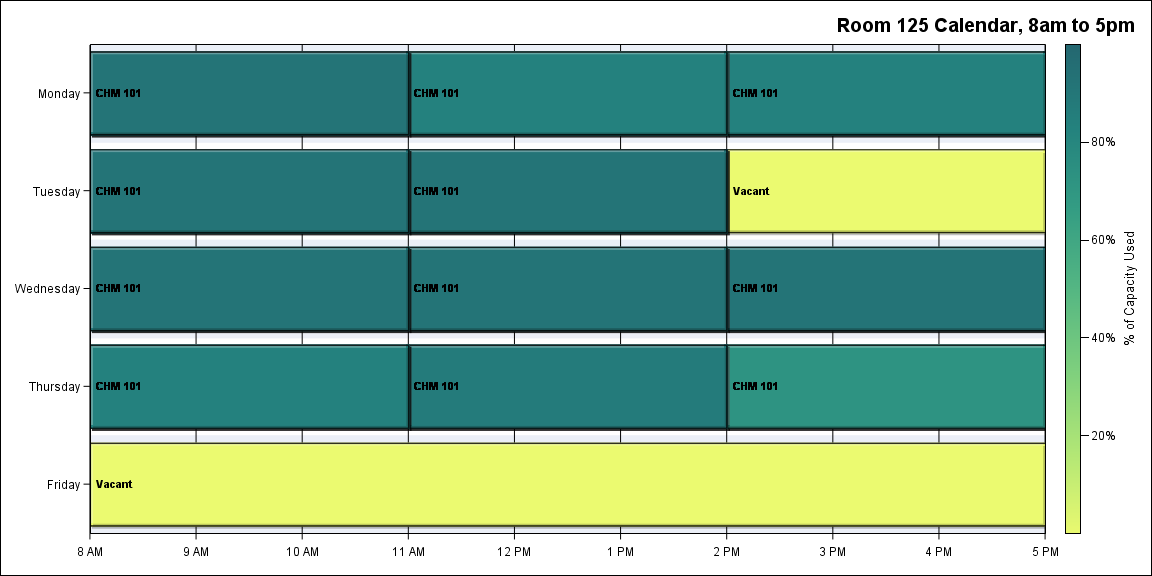 Room 125 Calendar, 8am to 5pm
Monday
CHM 101
CHM 101
CHM 101
Tuesday
CHM 101
CHM 101
Vacant
Wednesday
CHM 101
CHM 101
CHM 101
Thursday
CHM 101
CHM 101
CHM 101
Friday
Vacant
8 AM
9 AM
10 AM
11 AM
12 PM
1 PM
2 PM
3 PM
4 PM
5 PM
80%
60%
40%
20%
% of Capacity Used